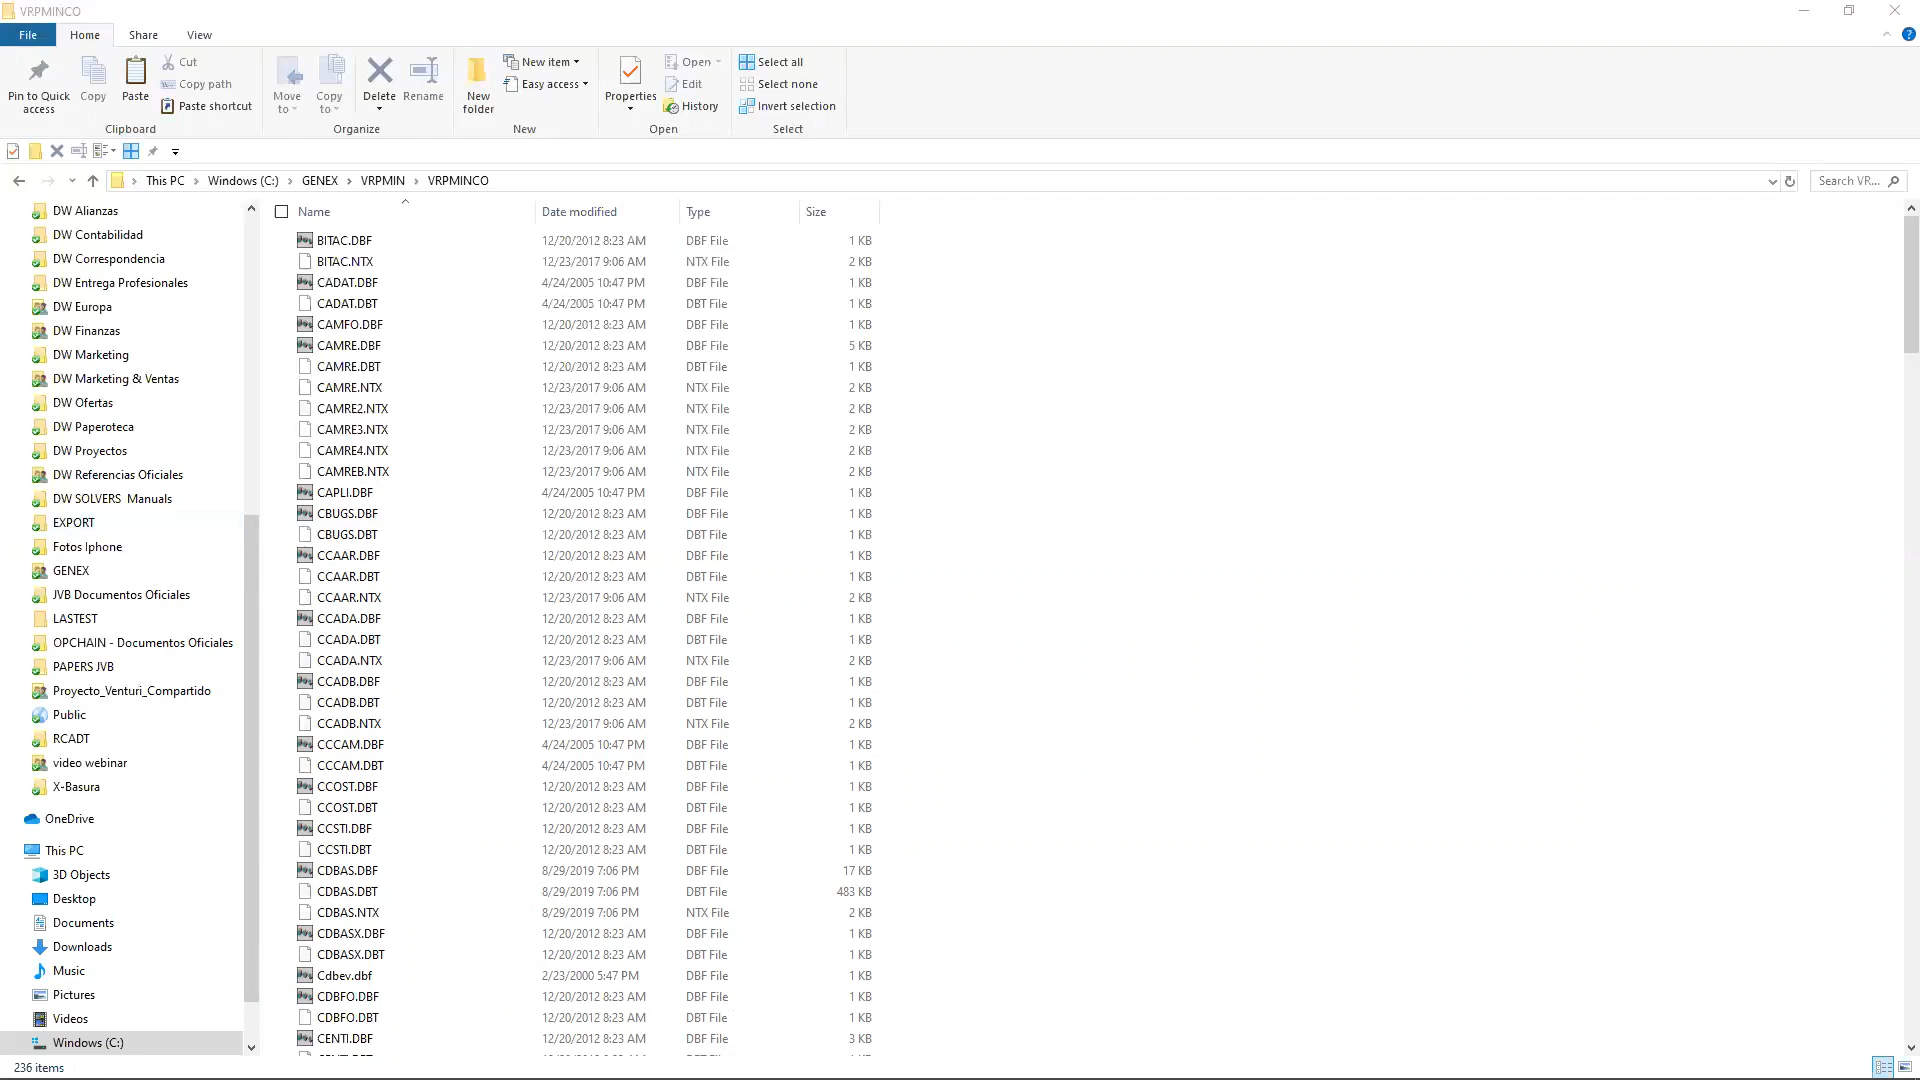 VRPMINCO
File Home Share View
Pin to Quick access
Copy
Paste
Cut
Copy path
Paste shortcut
Clipboard
Move to
Copy to
Delete
Rename
Organize
New folder
New item
Easy access
New
Properties
Open
Edit
History
Open
Select all
Select none
Invert selection
Select
This PC > Windows (C:) > GENEX > VRPMIN > VRPMINCO
Search VR...
DW Alianzas
DW Contabilidad
DW Correspondencia
DW Entrega Profesionales
DW Europa
DW Finanzas
DW Marketing
DW Marketing & Ventas
DW Ofertas
DW Paperoteca
DW Proyectos
DW Referencias Oficiales
DW SOLVERS Manuals
EXPORT
Fotos Iphone
GENEX
JVB Documentos Oficiales
LASTEST
OPCHAIN - Documentos Oficiales
PAPERS JVB
Proyecto_Venturi_Compartido
Public
RCADT
video webinar
X-Basura
OneDrive
This PC
3D Objects
Desktop
Documents
Downloads
Music
Pictures
Videos
Windows (C:)
Name Date modified Type Size
BITAC.DBF 12/20/2012 8:23 AM DBF File 1 KB
BITAC.NTX 12/23/2017 9:06 AM NTX File 2 KB
CADAT.DBF 4/24/2005 10:47 PM DBF File 1 KB
CADAT.DBT 4/24/2005 10:47 PM DBT File 1 KB
CAMFO.DBF 12/20/2012 8:23 AM DBF File 1 KB
CAMRE.DBF 12/20/2012 8:23 AM DBF File 5 KB
CAMRE.DBT 12/20/2012 8:23 AM DBT File 1 KB
CAMRE.NTX 12/23/2017 9:06 AM NTX File 2 KB
CAMRE2.NTX 12/23/2017 9:06 AM NTX File 2 KB
CAMRE3.NTX 12/23/2017 9:06 AM NTX File 2 KB
CAMRE4.NTX 12/23/2017 9:06 AM NTX File 2 KB
CAMREB.NTX 12/23/2017 9:06 AM NTX File 2 KB
CAPLI.DBF 4/24/2005 10:47 PM DBF File 1 KB
CBUGS.DBF 12/20/2012 8:23 AM DBF File 1 KB
CBUGS.DBT 12/20/2012 8:23 AM DBT File 1 KB
CCAAR.DBF 12/20/2012 8:23 AM DBF File 1 KB
CCAAR.DBT 12/20/2012 8:23 AM DBT File 1 KB
CCAAR.NTX 12/23/2017 9:06 AM NTX File 2 KB
CCADA.DBF 12/20/2012 8:23 AM DBF File 1 KB
CCADA.DBT 12/20/2012 8:23 AM DBT File 1 KB
CCADA.NTX 12/23/2017 9:06 AM NTX File 2 KB
CCADB.DBF 12/20/2012 8:23 AM DBF File 1 KB
CCADB.DBT 12/20/2012 8:23 AM DBT File 1 KB
CCADB.NTX 12/23/2017 9:06 AM NTX File 2 KB
CCCAM.DBF 4/24/2005 10:47 PM DBF File 1 KB
CCCAM.DBT 4/24/2005 10:47 PM DBT File 1 KB
CCOST.DBF 12/20/2012 8:23 AM DBF File 1 KB
CCOST.DBT 12/20/2012 8:23 AM DBT File 1 KB
CCSTI.DBF 12/20/2012 8:23 AM DBF File 1 KB
CCSTI.DBT 12/20/2012 8:23 AM DBT File 1 KB
CDBAS.DBF 8/29/2019 7:06 PM DBF File 17 KB
CDBAS.DBT 8/29/2019 7:06 PM DBT File 483 KB
CDBAS.NTX 8/29/2019 7:06 PM NTX File 2 KB
CDBASX.DBF 12/20/2012 8:23 AM DBF File 1 KB
CDBASX.DBT 12/20/2012 8:23 AM DBT File 1 KB
Cdbev.dbf 2/23/2000 5:47 PM DBF File 1 KB
CDBFO.DBF 12/20/2012 8:23 AM DBF File 1 KB
CDBFO.DBT 12/20/2012 8:23 AM DBT File 1 KB
CENTI.DBF 12/20/2012 8:23 AM DBF File 3 KB
236 items